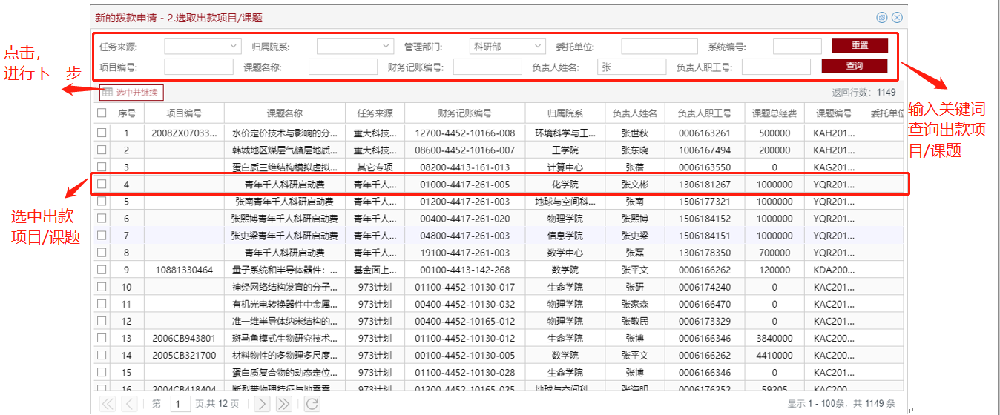 新的拨款申请 - 2.选取出款项目/课题
任务来源: 归属院系: 管理部门: 科研部 委托单位: 系统编号: 重置
项目编号: 课题名称: 财务记账编号: 负责人姓名: 张 负责人职工号: 查询
点击，
进行下一步
选中并继续 返回行数: 1149
输入关键词
查询出款项
目/课题
选中出款
项目/课题
序号 项目编号 课题名称 任务来源 财务记账编号 归属院系 负责人姓名 负责人职工号 课题总经费 课题编号 委托单位
1 2008ZX07033... 水价定价技术与影响的分... 重大科技... 12700-4452-10166-008 环境科学与工... 张世秋 0006163261 500000 KAH201...
2 韩城地区煤层气储层地质... 重大科技... 08600-4452-10166-007 工学院 张东晓 1006167494 200000 KAH201...
3 蛋白质三维结构模拟虚拟... 其它专项 08200-4413-161-013 计算中心 张蓓 0006163550 0 KAG201...
4 青年千人科研启动费 青年千人... 01000-4417-261-005 化学院 张文彬 1306181267 1000000 YQR201...
5 张南青年千人科研启动费 青年千人... 01200-4417-261-003 地球与空间科... 张南 1506177321 1000000 YQR201...
6 张熙博青年千人科研启动费 青年千人... 00400-4417-261-020 物理学院 张熙博 1506184152 1000000 YQR201...
7 张史梁青年千人科研启动费 青年千人... 04800-4417-261-003 信息学院 张史梁 1506184151 1000000 YQR201...
8 青年千人科研启动费 青年千人... 19100-4417-261-003 数学中心 张磊 1306178350 700000 YQR201...
9 10881330464 量子系统和半导体器件: ... 基金面上... 00100-4413-142-268 数学院 张平文 0006166262 120000 KDA200...
10 神经网络结构发育的分子... 973计划 01100-4452-10130-017 生命学院 张研 0006174240 0 KAC201...
11 有机光电转换器件中金属... 973计划 00400-4452-10130-032 物理学院 张家森 0006166470 0 KAC201...
12 准一维半导体纳米结构的... 973计划 00400-4452-10165-012 物理学院 张敬民 0006173329 0 KAC201...
13 2006CB943801 斑马鱼模式生物研究技术... 973计划 01100-4452-10130-012 生命学院 张博 0006166346 3840000 KAC200...
14 2005CB321700 材料物性的多物理多尺度... 973计划 00100-4452-10130-005 数学院 张平文 0006166262 4410000 KAC200...
15 蛋白质复合物的动态定位... 973计划 01100-4452-10130-028 生命学院 张博 0006166346 0 KAC201...
16 2004CB418404 973计划 01200-4452-10165-025 地球与空间科... 张海明 0006176252 59205 KAC200...
第 1 页,共 12 页 显示 1 - 100条，共 1149 条